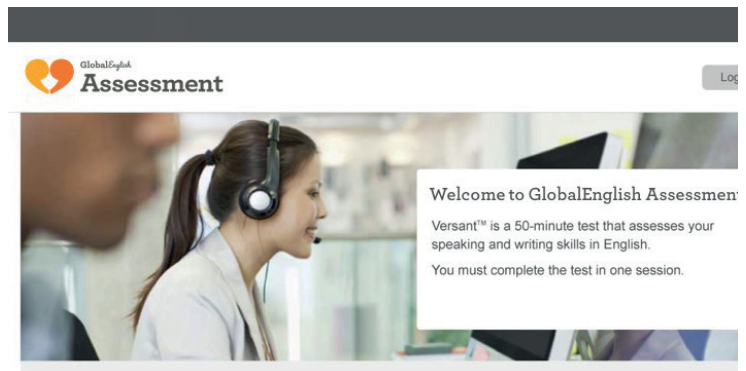 GlobalEnglish
Assessment
Log
Welcome to GlobalEnglish Assessment
Versant™ is a 50-minute test that assesses your
speaking and writing skills in English.
You must complete the test in one session.